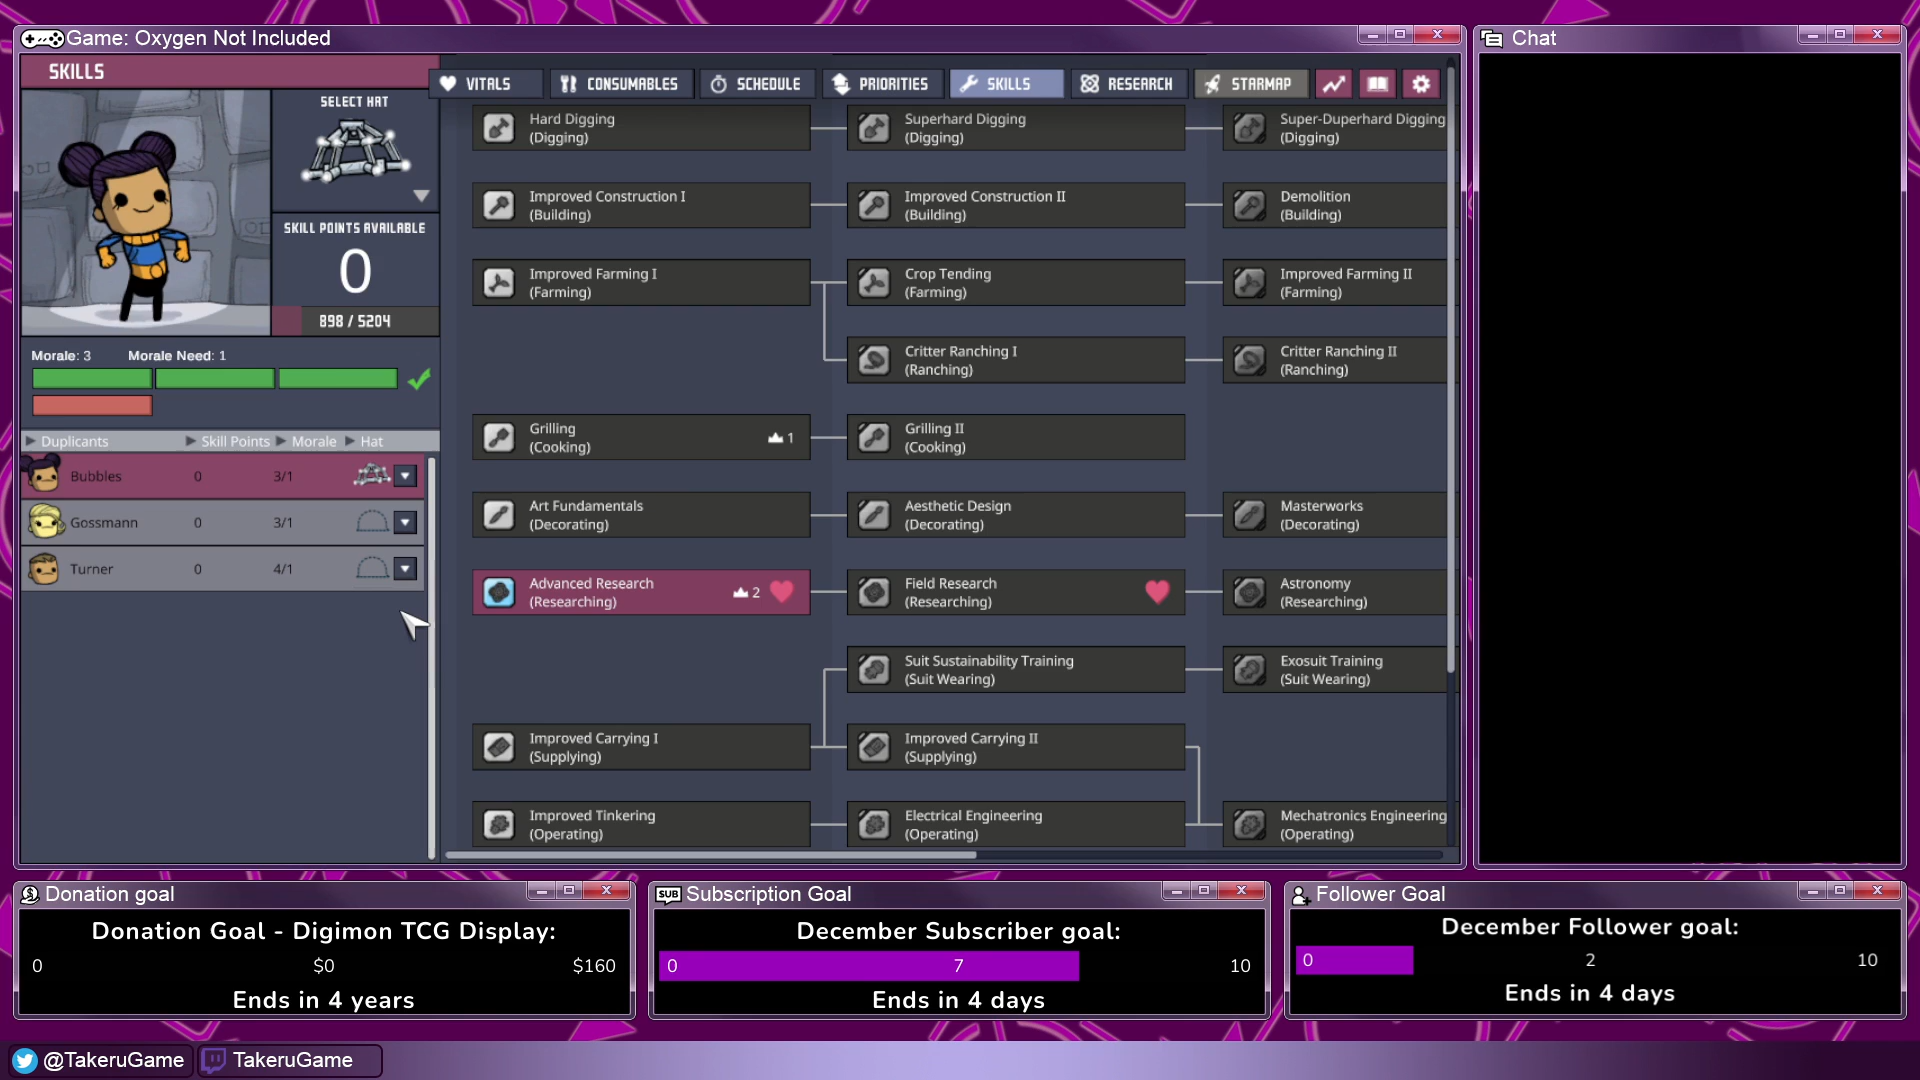 Game: Oxygen Not Included
SKILLS
VITALS
CONSUMABLES
SCHEDULE
PRIORITIES
SKILLS
RESEARCH
STARMAP
SELECT HAT
SKILL POINTS AVAILABLE
0
898 / 5204
Morale: 3
Morale Need: 1
Duplicants
Skill Points
Morale
Hat
Bubbles
0
3/1
Gossmann
0
3/1
Turner
0
4/1
Hard Digging
(Digging)
Superhard Digging
(Digging)
Super-Duperhard Digging
(Digging)
Improved Construction I
(Building)
Improved Construction II
(Building)
Demolition
(Building)
Improved Farming I
(Farming)
Crop Tending
(Farming)
Improved Farming II
(Farming)
Critter Ranching I
(Ranching)
Critter Ranching II
(Ranching)
Grilling
(Cooking)
1
Grilling II
(Cooking)
Art Fundamentals
(Decorating)
Aesthetic Design
(Decorating)
Masterworks
(Decorating)
Advanced Research
(Researching)
2
Field Research
(Researching)
Astronomy
(Researching)
Suit Sustainability Training
(Suit Wearing)
Exosuit Training
(Suit Wearing)
Improved Carrying I
(Supplying)
Improved Carrying II
(Supplying)
Improved Tinkering
(Operating)
Electrical Engineering
(Operating)
Mechatronics Engineering
(Operating)
Chat
Donation goal
Donation Goal - Digimon TCG Display:
0
$0
$160
Ends in 4 years
SUB
Subscription Goal
December Subscriber goal:
0
7
10
Ends in 4 days
Follower Goal
December Follower goal:
0
2
10
Ends in 4 days
@TakeruGame
TakeruGame